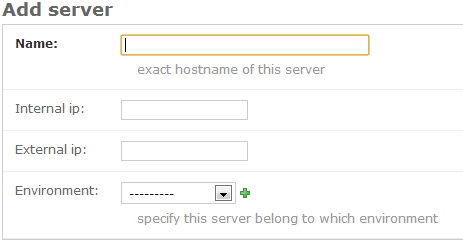 Add server
Name:
exact hostname of this server
Internal ip:
External ip:
Environment: ---------
specify this server belong to which environment